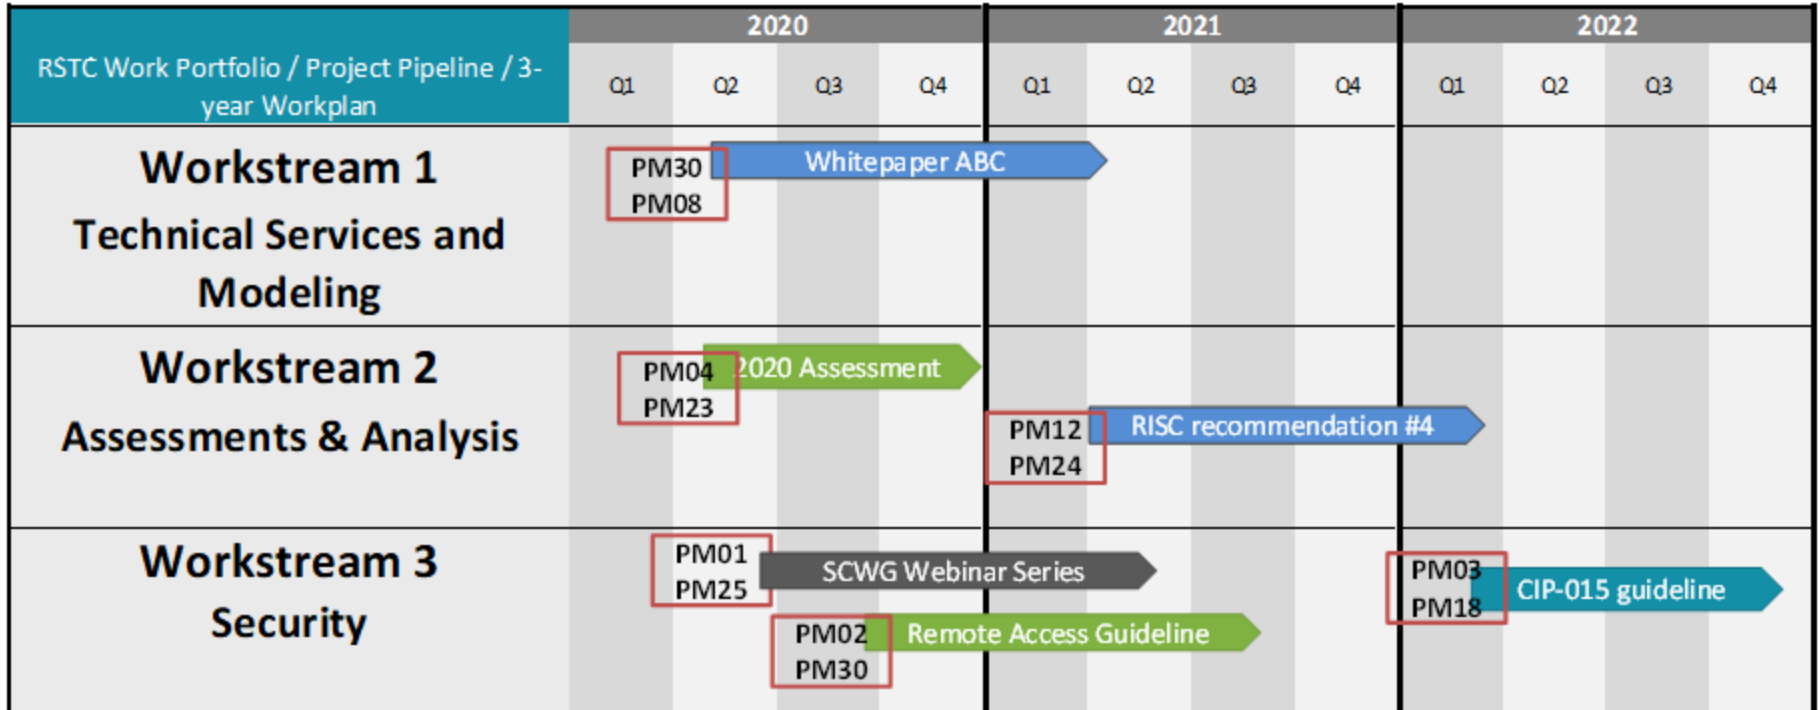 2020 2021 2022
RSTC Work Portfolio / Project Pipeline / 3-
year Workplan
Q1 Q2 Q3 Q4 Q1 Q2 Q3 Q4 Q1 Q2 Q3 Q4
Workstream 1
Technical Services and
Modeling
PM30
PM08
Whitepaper ABC
Workstream 2
Assessments & Analysis
PM04
PM23
2020 Assessment
PM12
PM24
RISC recommendation #4
Workstream 3
Security
PM01
PM25
SCWG Webinar Series
PM02
PM30
Remote Access Guideline
PM03
PM18
CIP-015 guideline